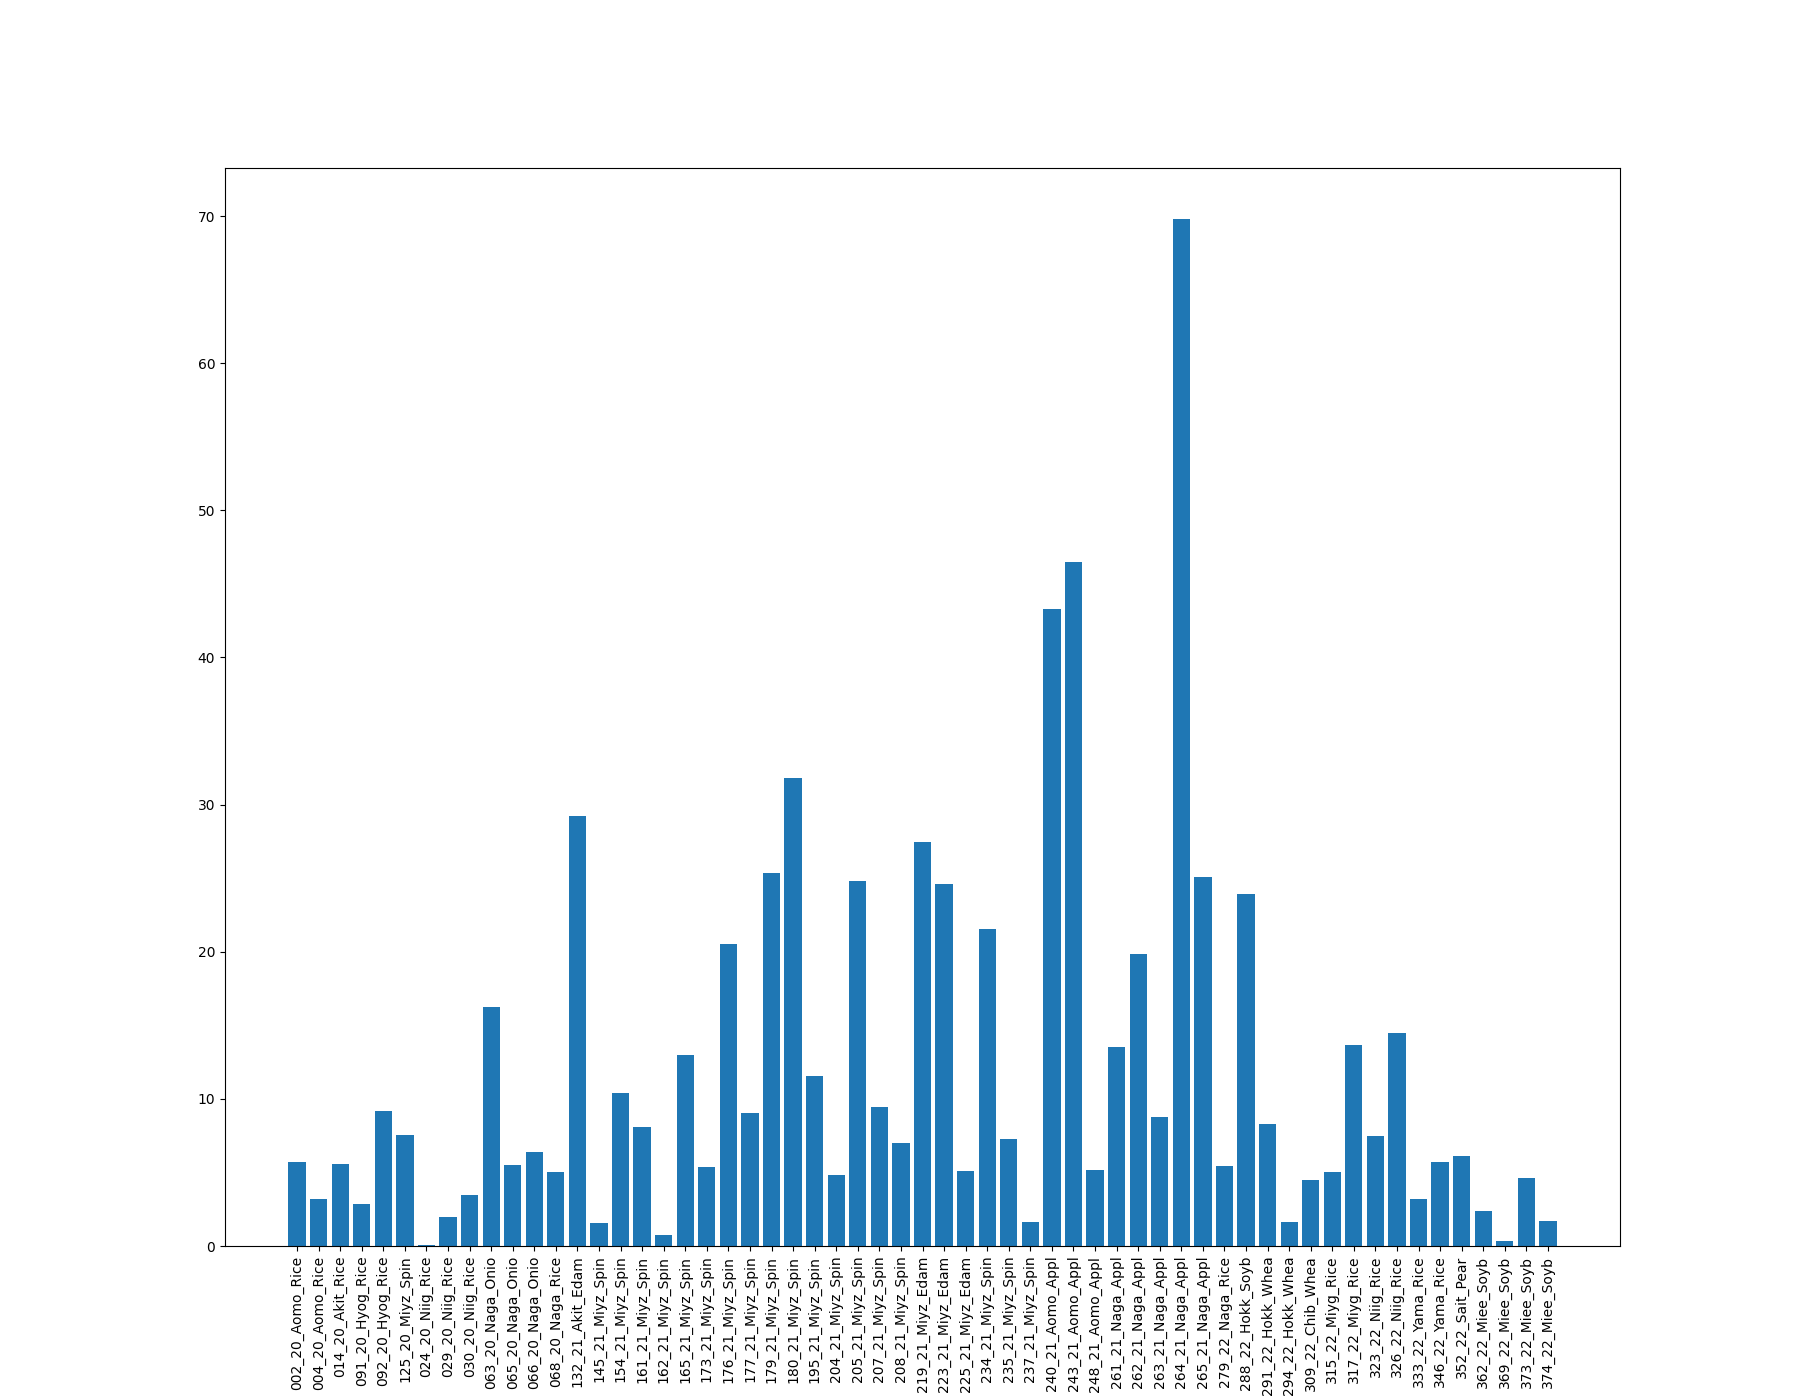 70
60
50
40
30
20
10
0
002_20_Aomo_Rice
004_20_Aomo_Rice
014_20_Akit_Rice
091_20_Hyog_Rice
092_20_Hyog_Rice
125_20_Miyz_Spin
024_20_Niig_Rice
029_20_Niig_Rice
030_20_Niig_Rice
063_20_Naga_Onio
065_20_Naga_Onio
066_20_Naga_Onio
068_20_Naga_Rice
132_21_Akit_Edam
145_21_Miyz_Spin
154_21_Miyz_Spin
161_21_Miyz_Spin
162_21_Miyz_Spin
165_21_Miyz_Spin
173_21_Miyz_Spin
176_21_Miyz_Spin
177_21_Miyz_Spin
179_21_Miyz_Spin
180_21_Miyz_Spin
195_21_Miyz_Spin
204_21_Miyz_Spin
205_21_Miyz_Spin
207_21_Miyz_Spin
208_21_Miyz_Spin
219_21_Miyz_Edam
223_21_Miyz_Edam
225_21_Miyz_Edam
234_21_Miyz_Spin
235_21_Miyz_Spin
237_21_Miyz_Spin
240_21_Aomo_Appl
243_21_Aomo_Appl
248_21_Aomo_Appl
261_21_Naga_Appl
262_21_Naga_Appl
263_21_Naga_Appl
264_21_Naga_Appl
265_21_Naga_Appl
279_22_Naga_Rice
288_22_Hokk_Soyb
291_22_Hokk_Whea
294_22_Hokk_Whea
309_22_Chib_Whea
315_22_Miyg_Rice
317_22_Miyg_Rice
323_22_Niig_Rice
326_22_Niig_Rice
333_22_Yama_Rice
346_22_Yama_Rice
352_22_Sait_Pear
362_22_Miee_Soyb
369_22_Miee_Soyb
373_22_Miee_Soyb
374_22_Miee_Soyb